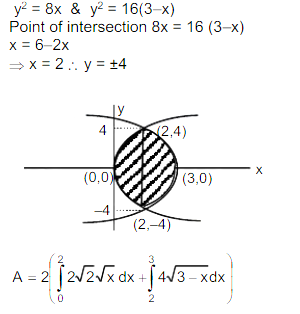 y² = 8x & y² = 16(3–x)
Point of intersection 8x = 16 (3–x)
x = 6–2x
⇒ x = 2 ∴ y = ±4
y
4
(2,4)
(0,0)
(3,0)
x
–4
(2,–4)
A = 2(∫₀² 2√2√x dx + ∫₂³ 4√(3 – x)dx)